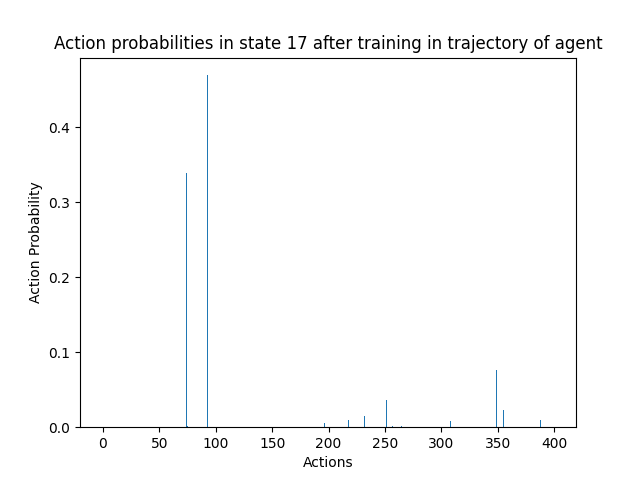 Action probabilities in state 17 after training in trajectory of agent
Action Probability
0.4
0.3
0.2
0.1
0.0
0 50 100 150 200 250 300 350 400
Actions